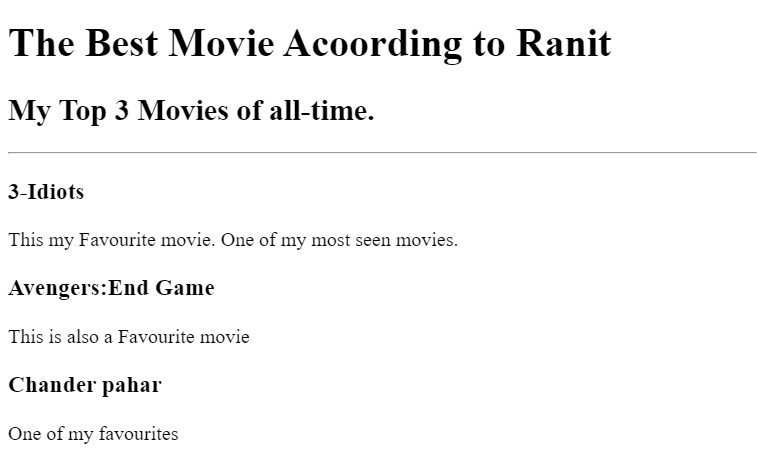 The Best Movie Acoording to Ranit
My Top 3 Movies of all-time.
3-Idiots
This my Favourite movie. One of my most seen movies.
Avengers:End Game
This is also a Favourite movie
Chander pahar
One of my favourites